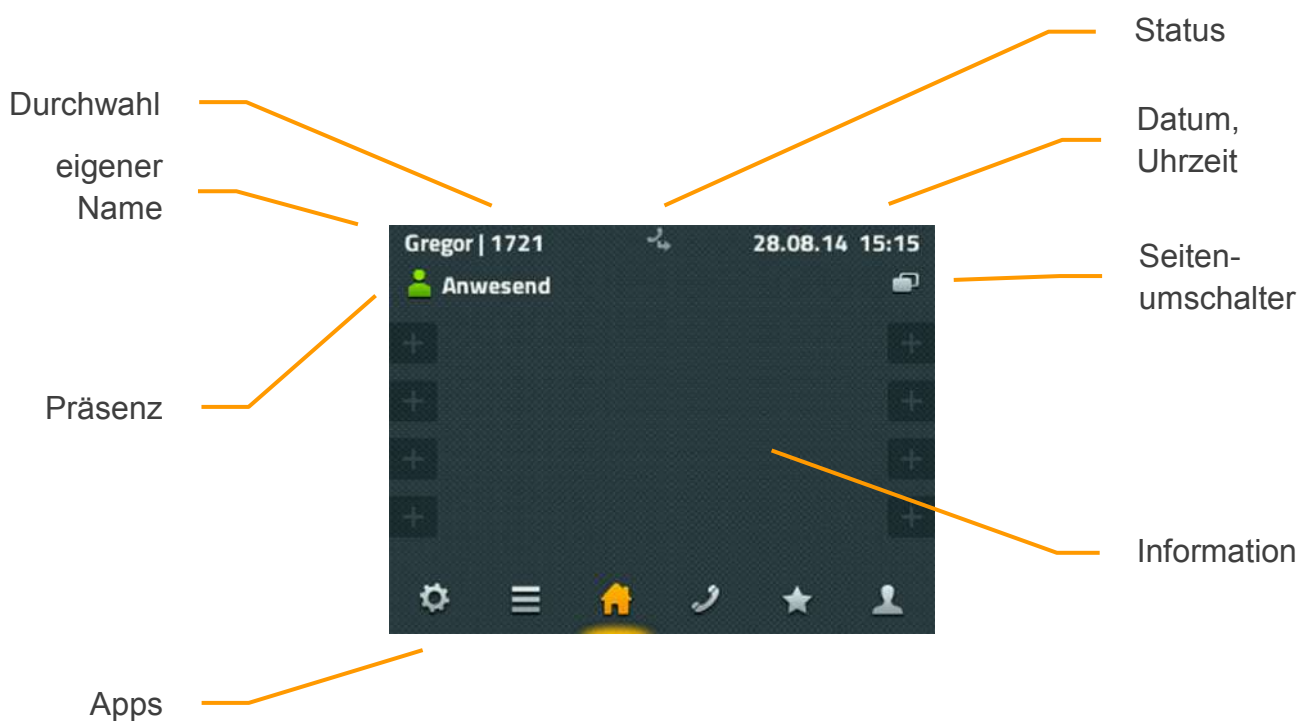 Status
Durchwahl
Datum,
Uhrzeit
eigener
Name
Gregor | 1721
28.08.14 15:15
Anwesend
Seiten-
umschalter
Präsenz
Information
Apps